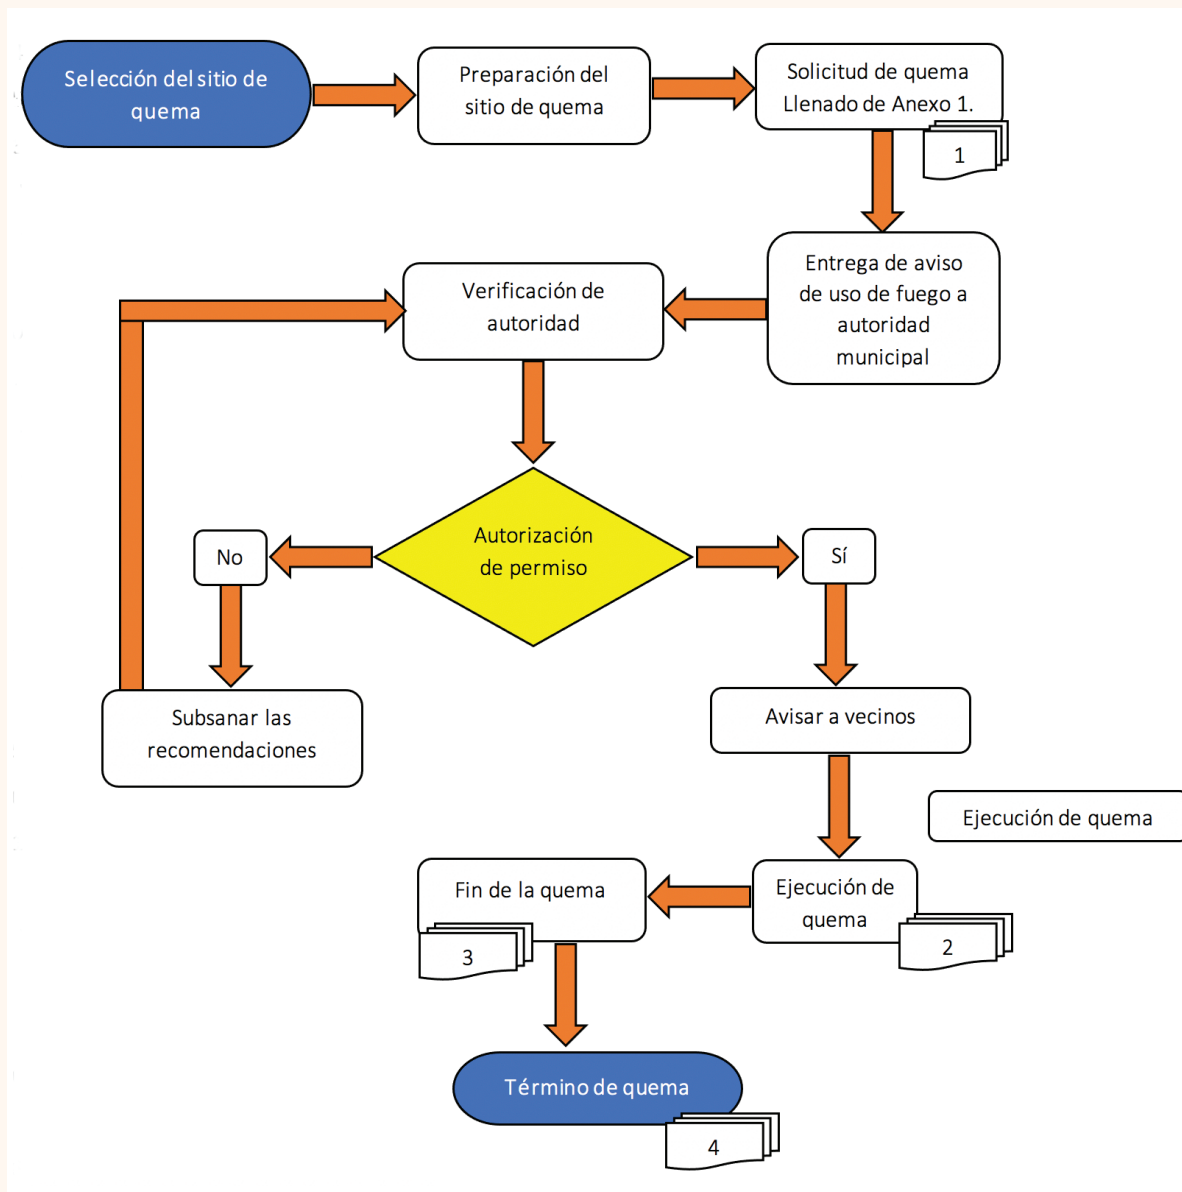 Selección del sitio de
quema
Preparación del
sitio de quema
Solicitud de quema
Llenado de Anexo 1.
1
Entrega de aviso
de uso de fuego a
autoridad
municipal
Verificación de
autoridad
Autorización
de permiso
No
Sí
Subsanar las
recomendaciones
Avisar a vecinos
Ejecución de quema
Ejecución de
quema
2
Fin de la quema
3
Término de quema
4